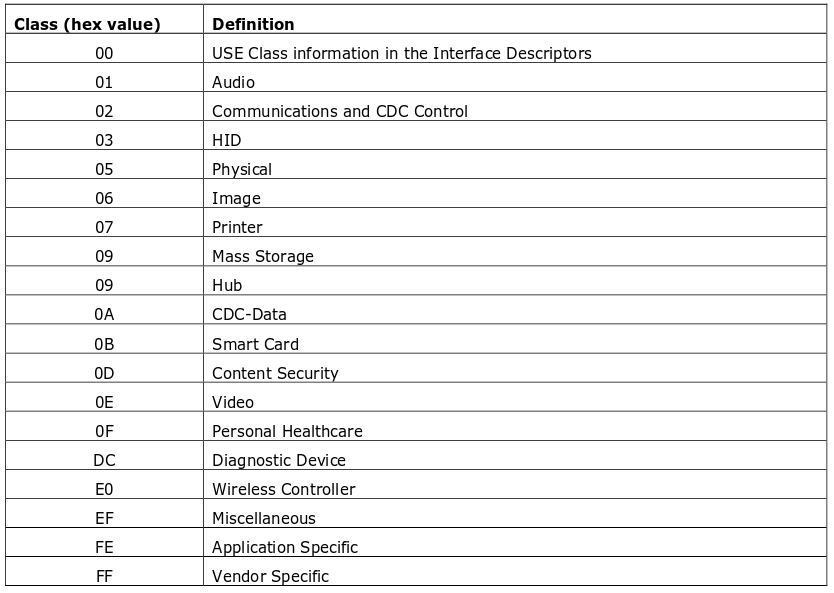 Class (hex value) Definition
00 USE Class information in the Interface Descriptors
01 Audio
02 Communications and CDC Control
03 HID
05 Physical
06 Image
07 Printer
09 Mass Storage
09 Hub
0A CDC-Data
0B Smart Card
0D Content Security
0E Video
0F Personal Healthcare
DC Diagnostic Device
E0 Wireless Controller
EF Miscellaneous
FE Application Specific
FF Vendor Specific